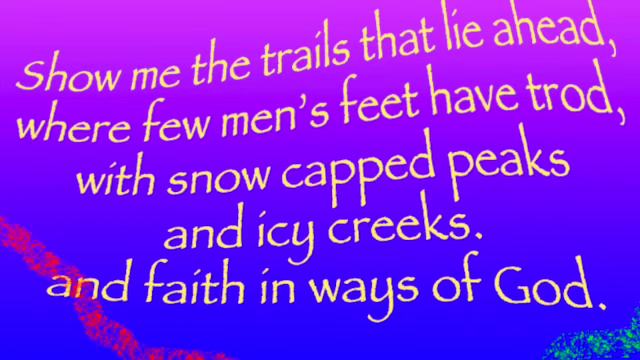 Show me the trails that lie ahead,
where few men's feet have trod,
with snow capped peaks
and icy creeks.
and faith in ways of God.